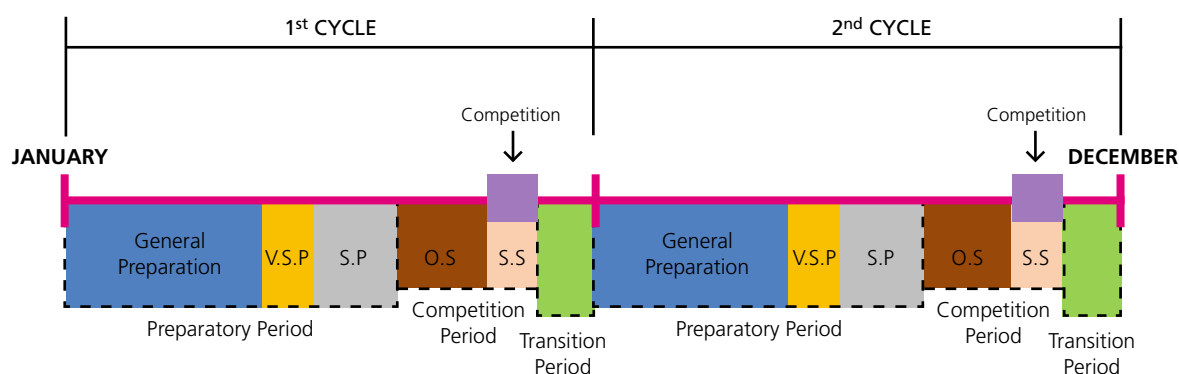 1st CYCLE
2nd CYCLE
Competition
Competition
JANUARY
DECEMBER
General
Preparation
V.S.P
S.P
O.S
S.S
General
Preparation
V.S.P
S.P
O.S
S.S
Preparatory Period
Competition
Period
Transition
Period
Preparatory Period
Competition
Period
Transition
Period